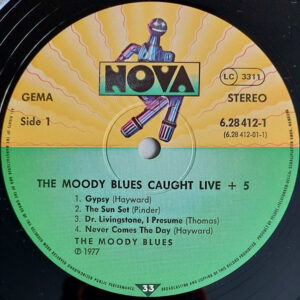 NOVA
GEMA
LC 3311
STEREO
Side 1
6.28 412-1
(6.28 412-01-1)
THE MOODY BLUES CAUGHT LIVE + 5
1. Gypsy (Hayward)
2. The Sun Set (Pinder)
3. Dr. Livingstone, I Presume (Thomas)
4. Never Comes The Day (Hayward)
THE MOODY BLUES
℗ 1977
33